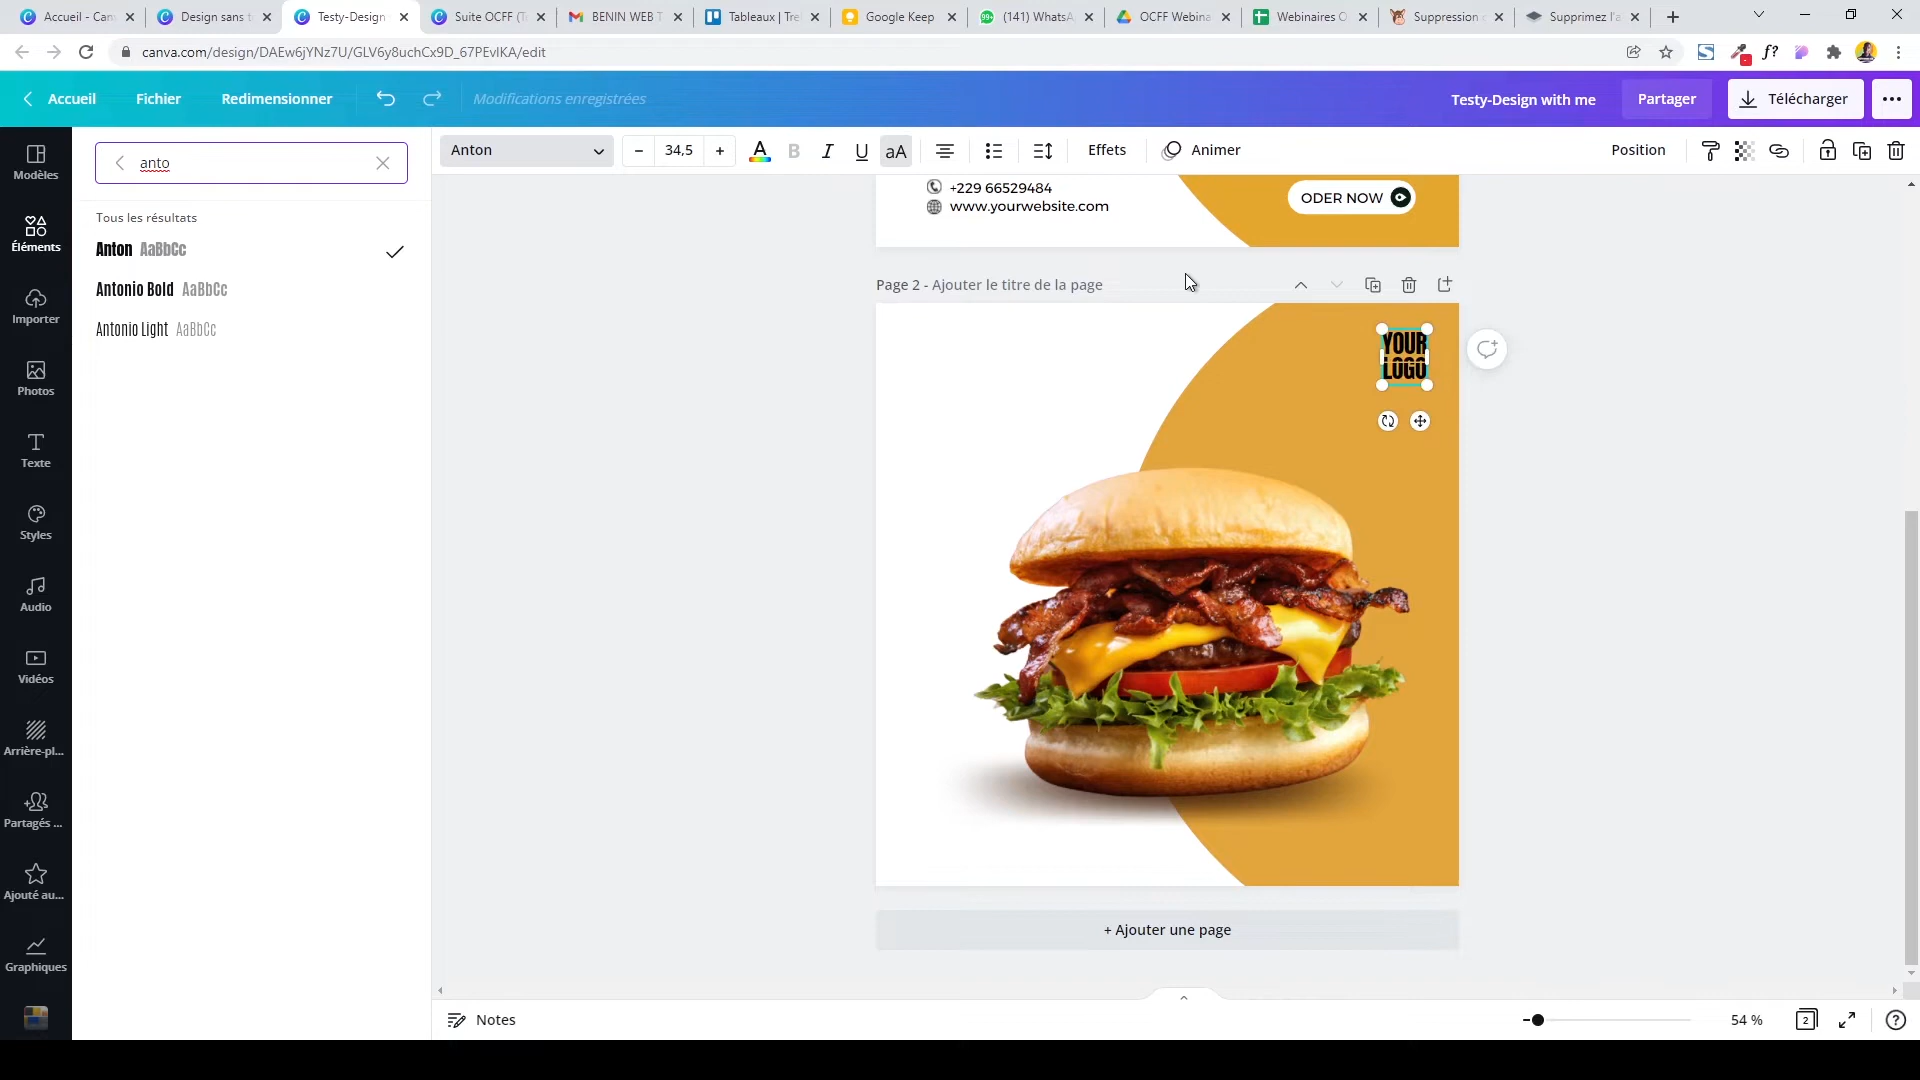 Accueil - Can
Design sans t
Testy-Design
Suite OCFF (Ti
BENIN WEB T
Tableaux | Tre
Google Keep
(141) WhatsA
OCFF Webina
Webinaires O
Suppression d
Supprimez l'a
canva.com/design/DAEw6jYNz7U/GLV6y8uchCx9D_67PEvIKA/edit
Accueil
Fichier
Redimensionner
Modifications enregistrées
Testy-Design with me
Partager
Télécharger
Modèles
Éléments
Importer
Photos
Texte
Styles
Audio
Vidéos
Arrière-pl...
Partagés ...
Ajouté au...
Graphiques
anto
Tous les résultats
Anton AaBbCc
Antonio Bold AaBbCc
Antonio Light AaBbCc
Anton
34,5
aA
Effets
Animer
Position
+229 66529484
www.yourwebsite.com
ODER NOW
Page 2 - Ajouter le titre de la page
YOUR
LOGO
+ Ajouter une page
Notes
54 %
2